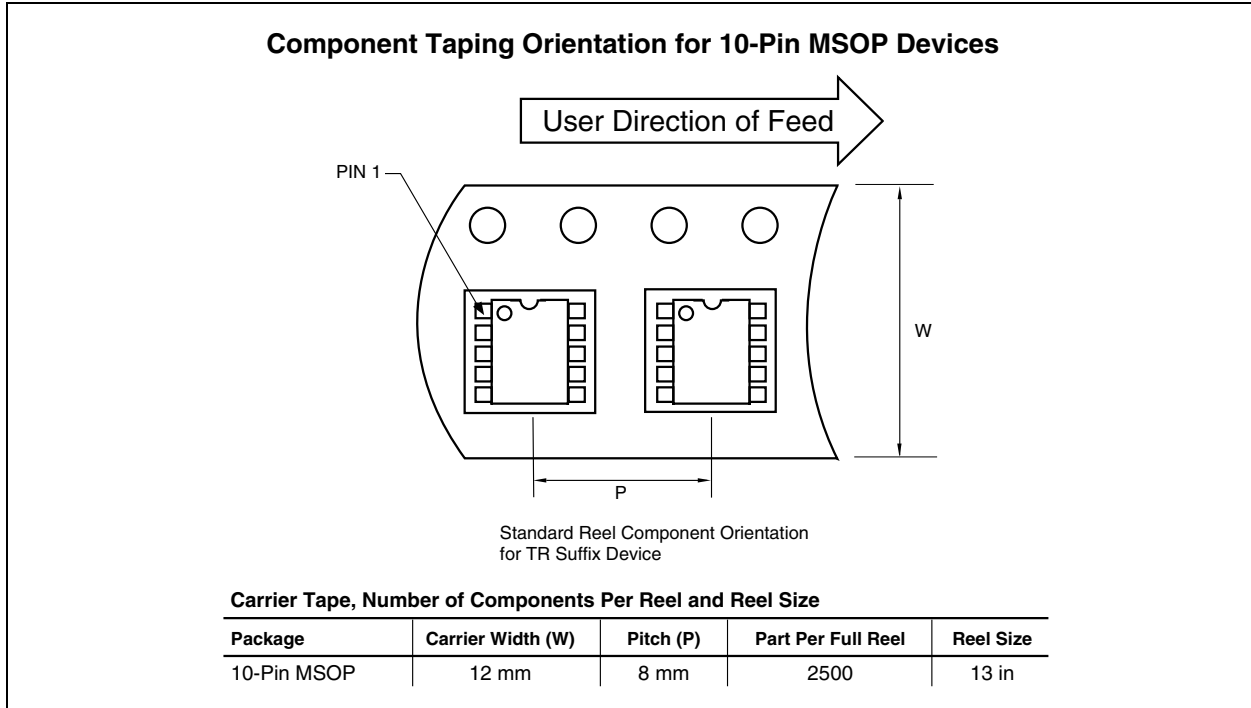 Component Taping Orientation for 10-Pin MSOP Devices
User Direction of Feed
PIN 1
W
P
Standard Reel Component Orientation
for TR Suffix Device
Carrier Tape, Number of Components Per Reel and Reel Size
Package Carrier Width (W) Pitch (P) Part Per Full Reel Reel Size
10-Pin MSOP 12 mm 8 mm 2500 13 in